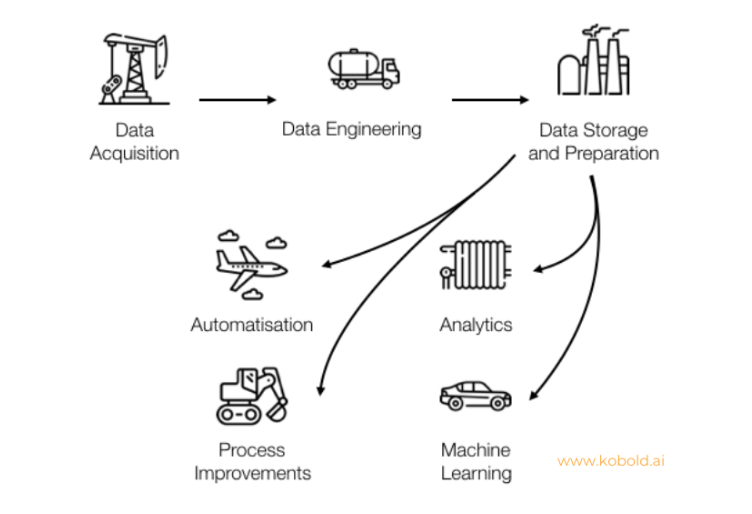 Data
Acquisition
Data Engineering
Data Storage
and Preparation
Automatisation
Analytics
Process
Improvements
Machine
Learning
www.kobold.ai